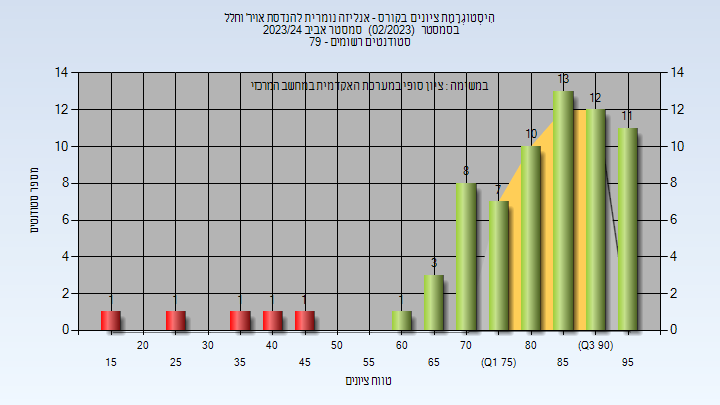 היסטוגרמת ציונים בקורס - אנליזה נומרית להנדסת אויר וחלל
בסמסטר (02/2023) סמסטר אביב 2023/24
סטודנטים רשומים - 79
במשימה : ציון סופי במערכת האקדמית במחשב המרכזי
מספר סטודנטים
14 14
12 12
10 10
8 8
6 6
4 4
2 2
0 0
1 1 1 1 1 1 3 8 7 10 13 12 11
20 30 40 50 60 70 80 (Q3 90)
15 25 35 45 55 65 (Q1 75) 85 95
טווח ציונים